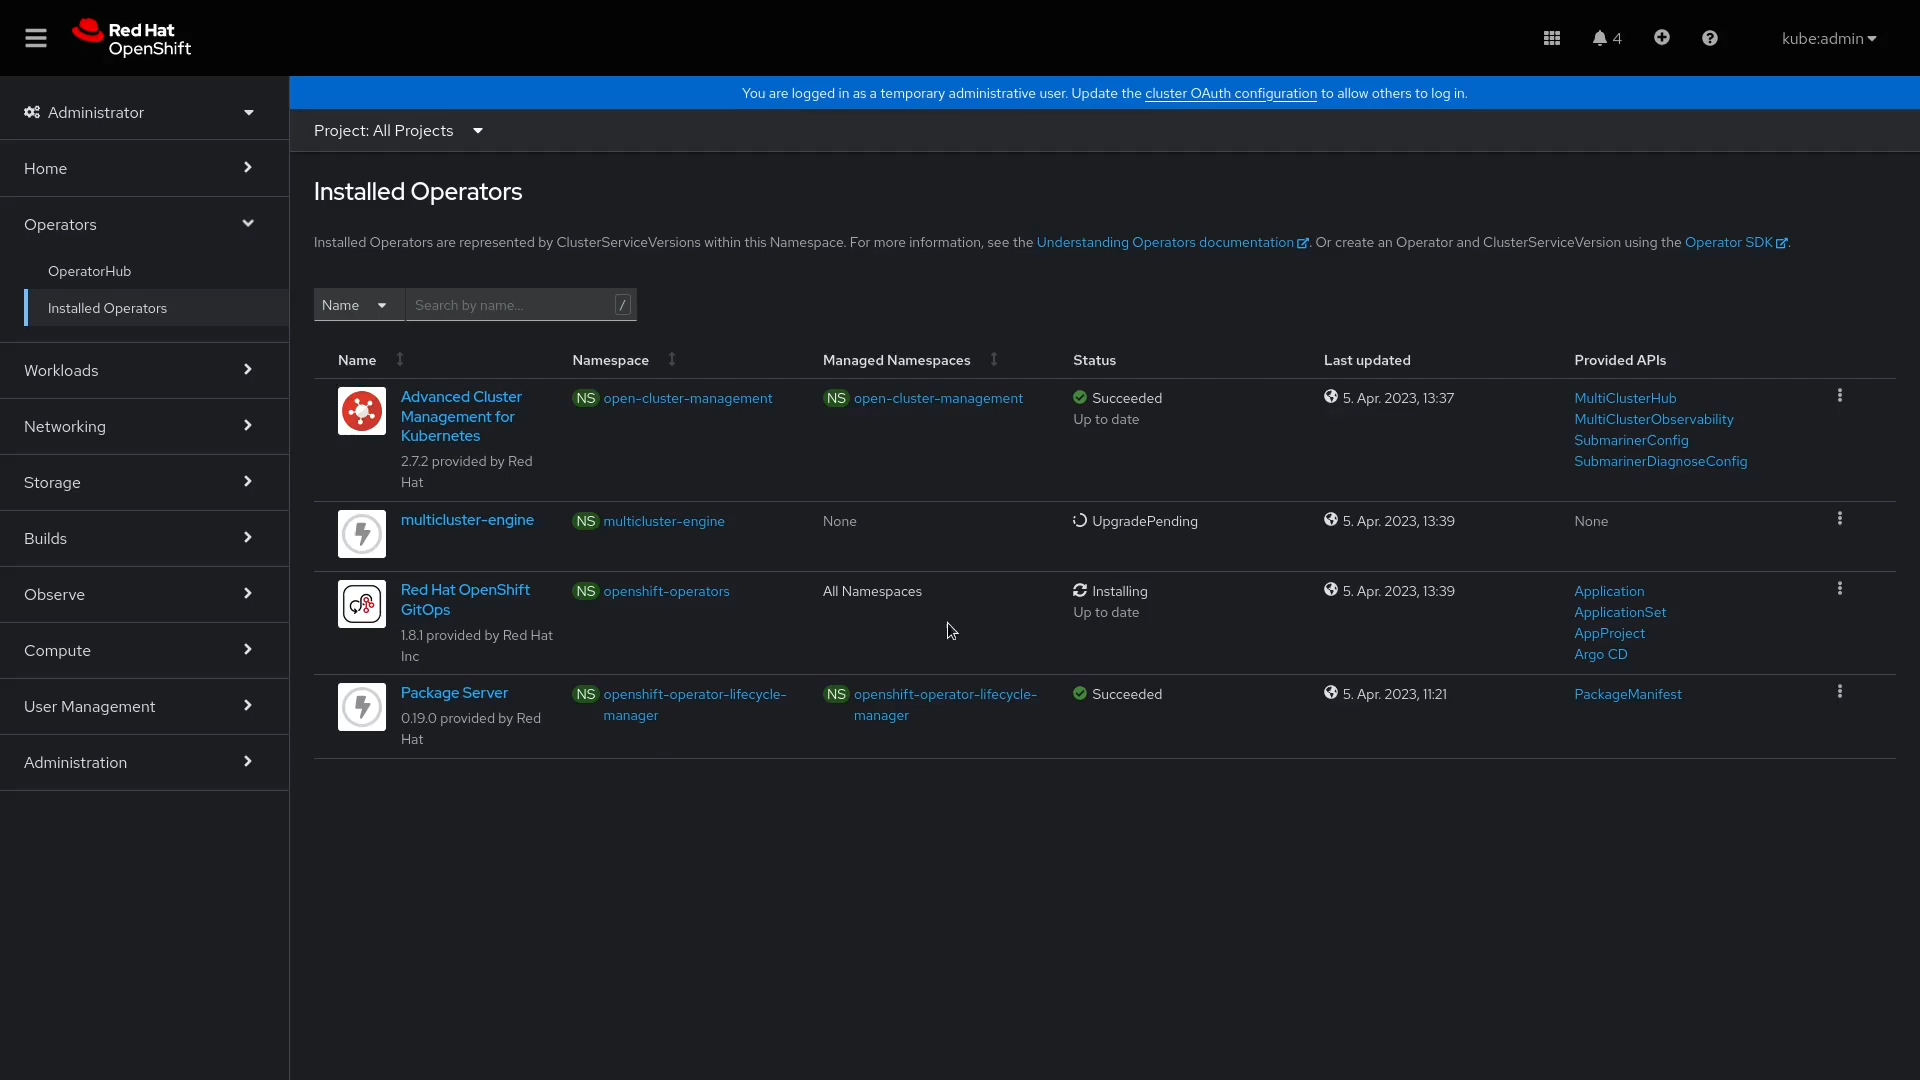 Red Hat
OpenShift
4
kube:admin
Administrator
Home
Operators
OperatorHub
Installed Operators
Workloads
Networking
Storage
Builds
Observe
Compute
User Management
Administration
You are logged in as a temporary administrative user. Update the cluster OAuth configuration to allow others to log in.
Project: All Projects
Installed Operators
Installed Operators are represented by ClusterServiceVersions within this Namespace. For more information, see the Understanding Operators documentation. Or create an Operator and ClusterServiceVersion using the Operator SDK.
Name Search by name... /
Name Namespace Managed Namespaces Status Last updated Provided APIs
Advanced Cluster
Management for
Kubernetes
2.7.2 provided by Red
Hat
NS open-cluster-management
NS open-cluster-management
Succeeded
Up to date
5. Apr. 2023, 13:37
MultiClusterHub
MultiClusterObservability
SubmarinerConfig
SubmarinerDiagnoseConfig
multicluster-engine
NS multicluster-engine
None
UpgradePending
5. Apr. 2023, 13:39
None
Red Hat OpenShift
GitOps
1.8.1 provided by Red Hat
Inc
NS openshift-operators
All Namespaces
Installing
Up to date
5. Apr. 2023, 13:39
Application
ApplicationSet
AppProject
Argo CD
Package Server
0.19.0 provided by Red
Hat
NS openshift-operator-lifecycle-
manager
NS openshift-operator-lifecycle-
manager
Succeeded
5. Apr. 2023, 11:21
PackageManifest